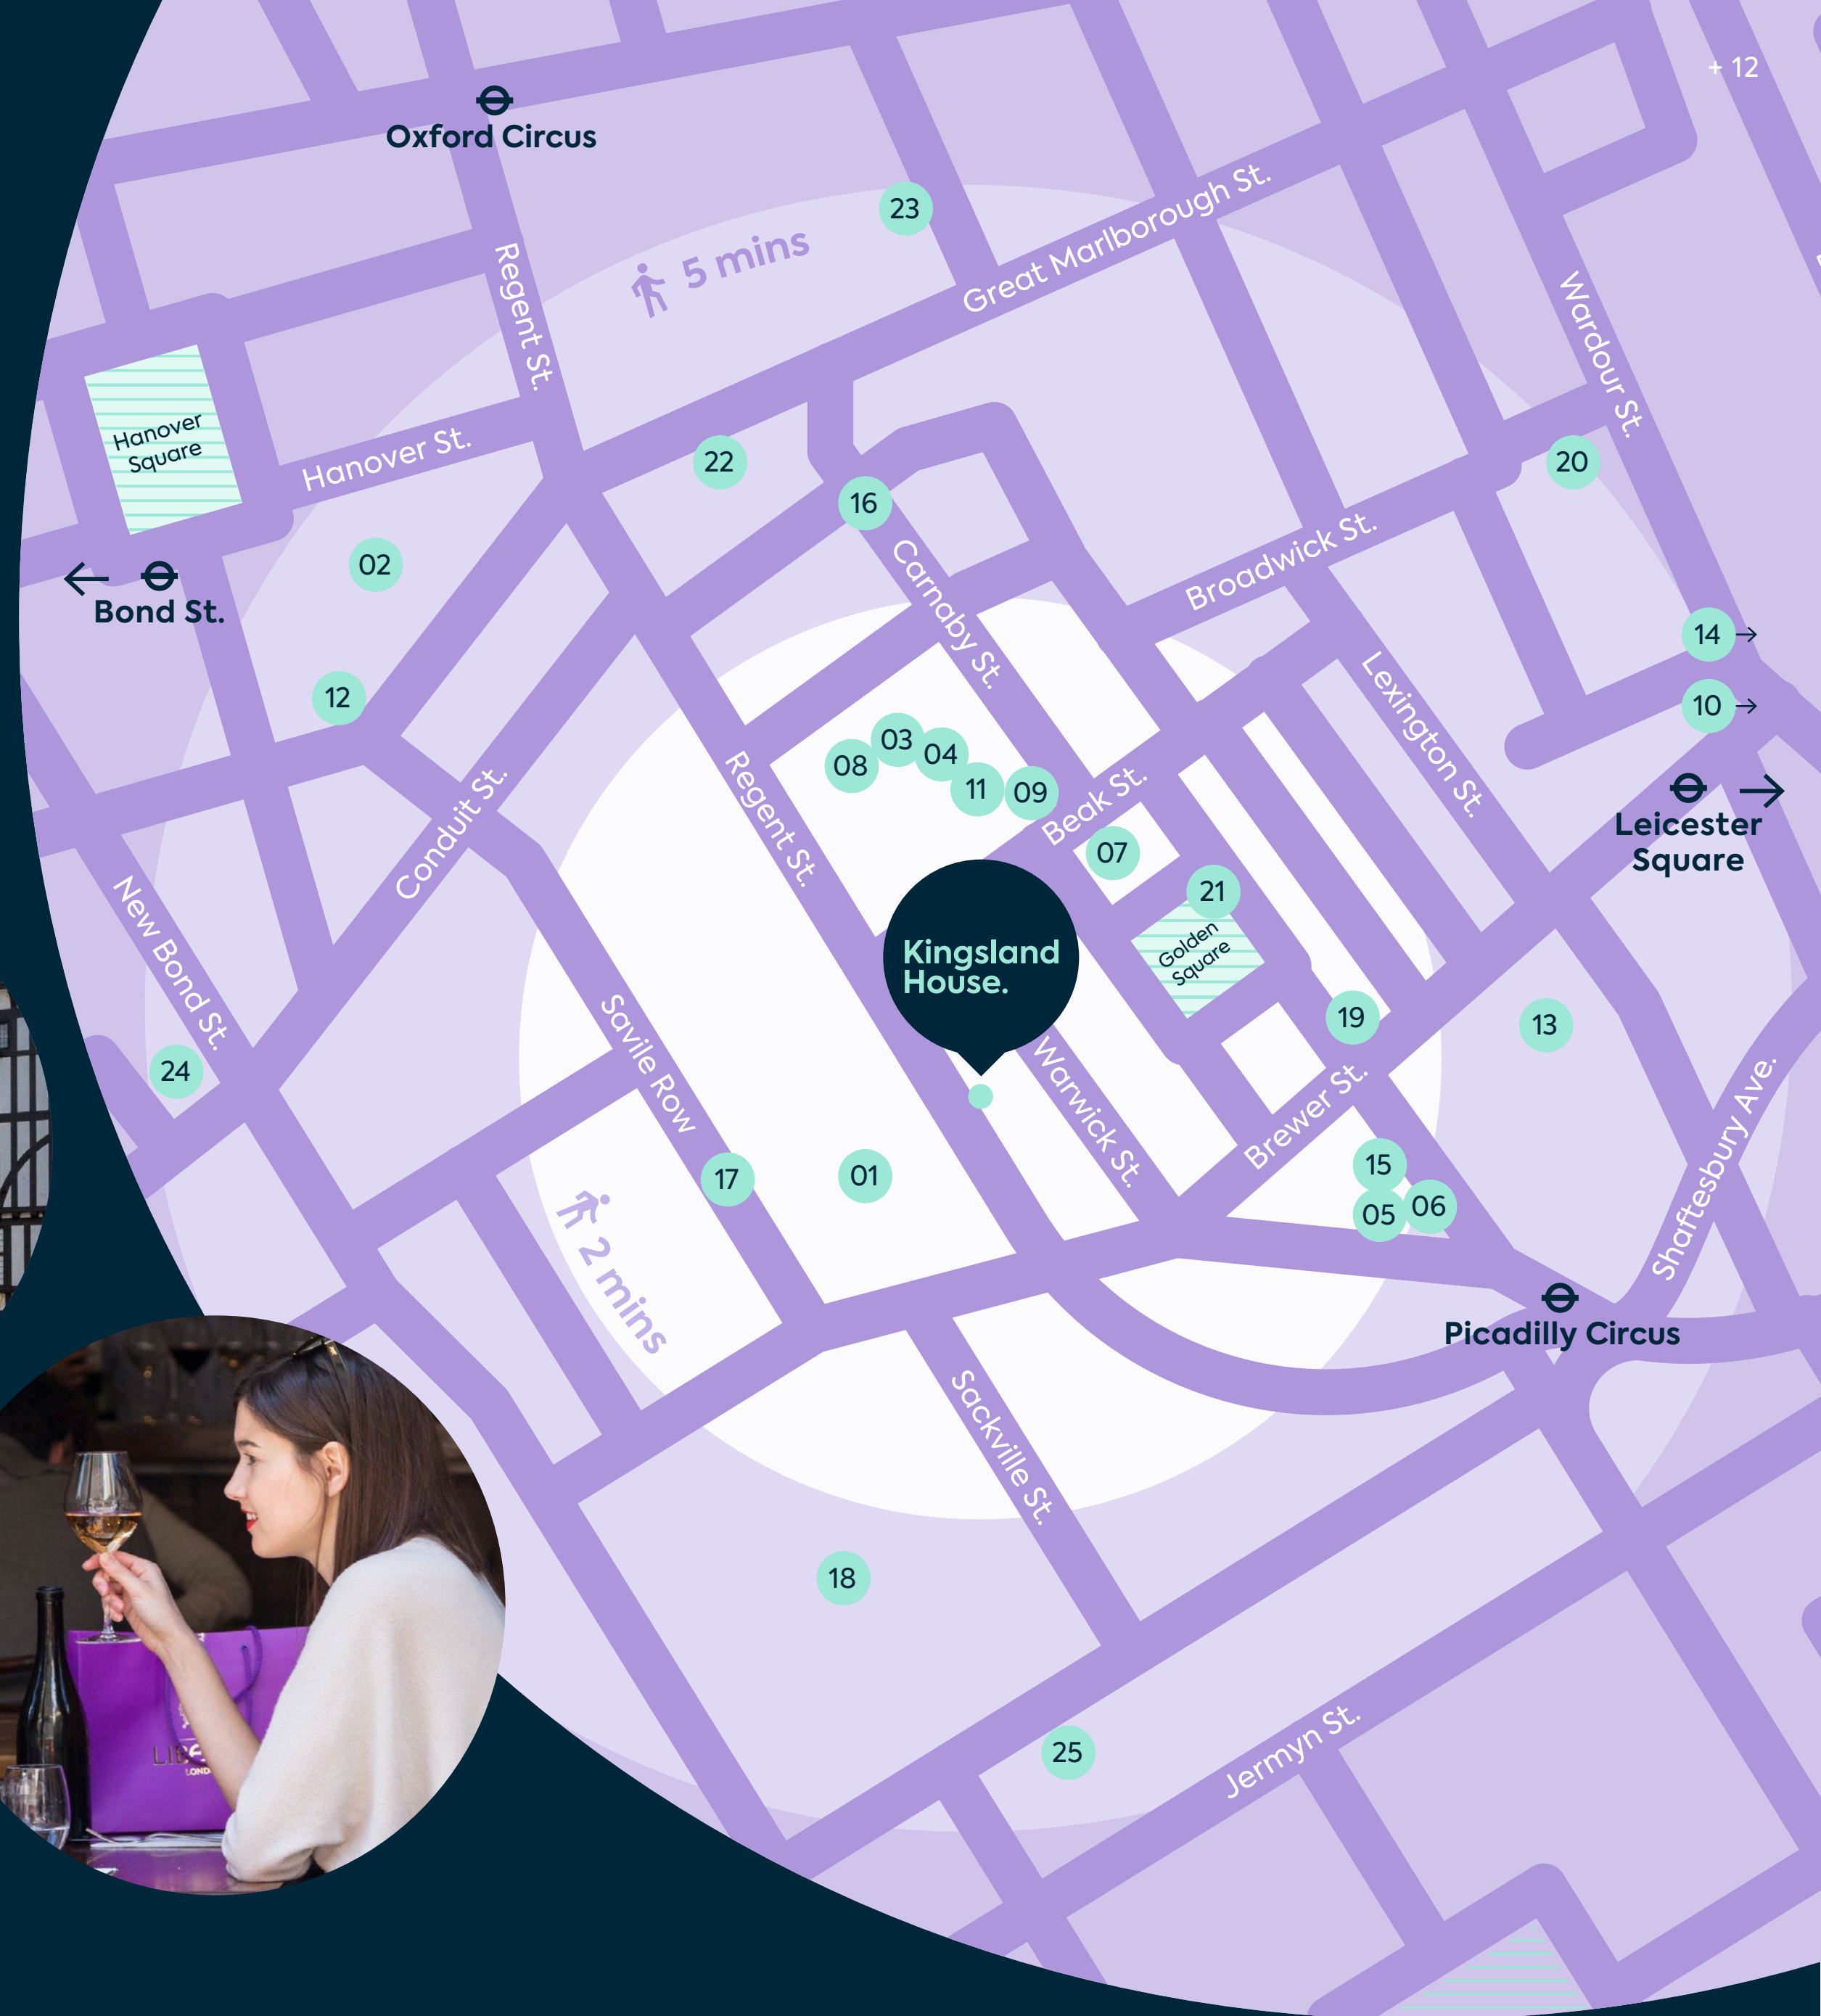 + 12
Oxford Circus
23
5 mins
Great Marlborough St.
Regent St.
Wardour St.
Hanover
Square
Hanover St.
22
20
16
02
Bond St.
Carnaby St.
Broadwick St.
14
12
10
Lexington St.
03
04
08
11
09
Beak St.
Regent St.
Conduit St.
Leicester
Square
07
21
New Bond St.
Golden
Square
Kingsland
House.
19
13
24
Savile Row
Warwick St.
Brewer St.
Shaftesbury Ave.
17
01
15
06
05
2 mins
Picadilly Circus
Sackville St.
18
25
Jermyn St.